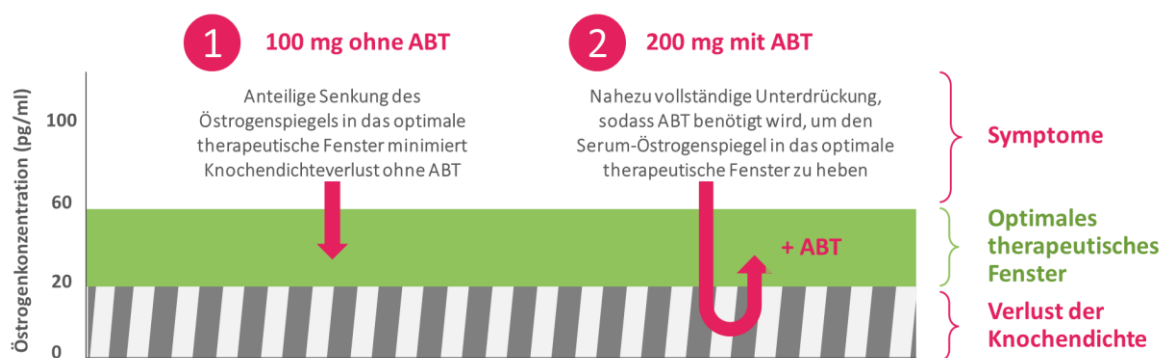 1 100 mg ohne ABT
Anteilige Senkung des
Östrogenspiegels in das optimale
therapeutische Fenster minimiert
Knochendichteverlust ohne ABT
2 200 mg mit ABT
Nahezu vollständige Unterdrückung,
sodass ABT benötigt wird, um den
Serum-Östrogenspiegel in das optimale
therapeutische Fenster zu heben
Östrogenkonzentration (pg/ml)
100
60
20
0
+ ABT
Symptome
Optimales
therapeutisches
Fenster
Verlust der
Knochendichte